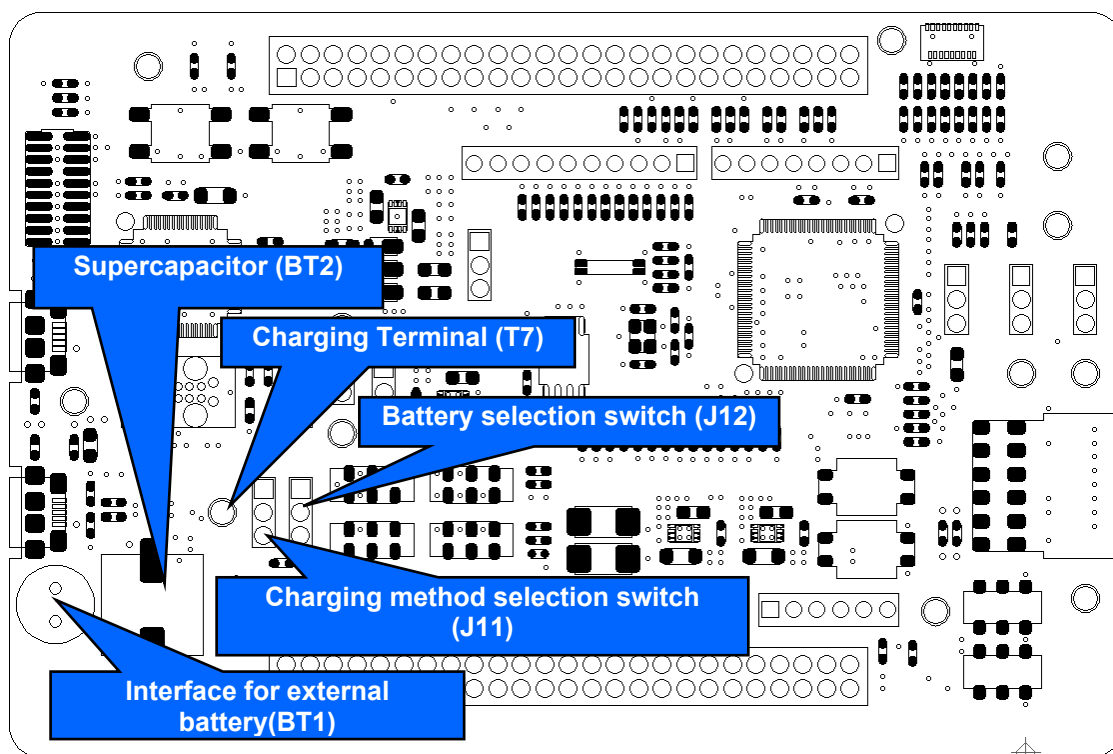 Supercapacitor (BT2)
Charging Terminal (T7)
Battery selection switch (J12)
Charging method selection switch
(J11)
Interface for external
battery(BT1)